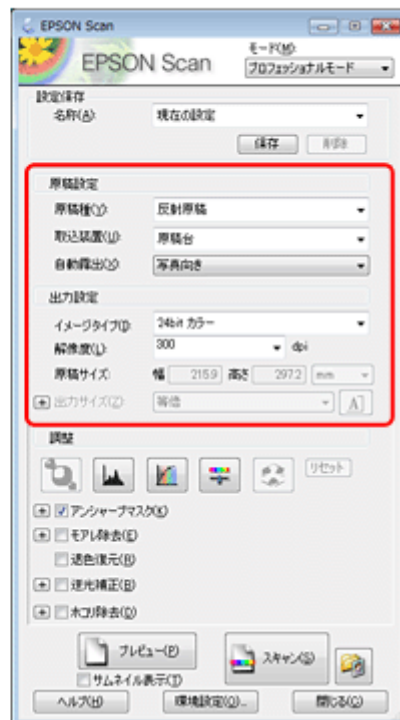 EPSON Scan
EPSON Scan
モード(M):
プロフェッショナルモード
設定保存
名称(A):
現在の設定
保存
削除
原稿設定
原稿種(Y):
反射原稿
取込装置(U):
原稿台
自動露出(X):
写真向き
出力設定
イメージタイプ(I):
24bit カラー
解像度(L):
300
dpi
原稿サイズ:
幅 215.9 高さ 297.2 mm
出力サイズ(Z):
等倍
A
調整
リセット
アンシャープマスク(K)
モアレ除去(E)
退色復元(R)
逆光補正(B)
ホコリ除去(D)
プレビュー(P)
スキャン(S)
サムネイル表示(T)
ヘルプ(H)
環境設定(O)...
閉じる(C)